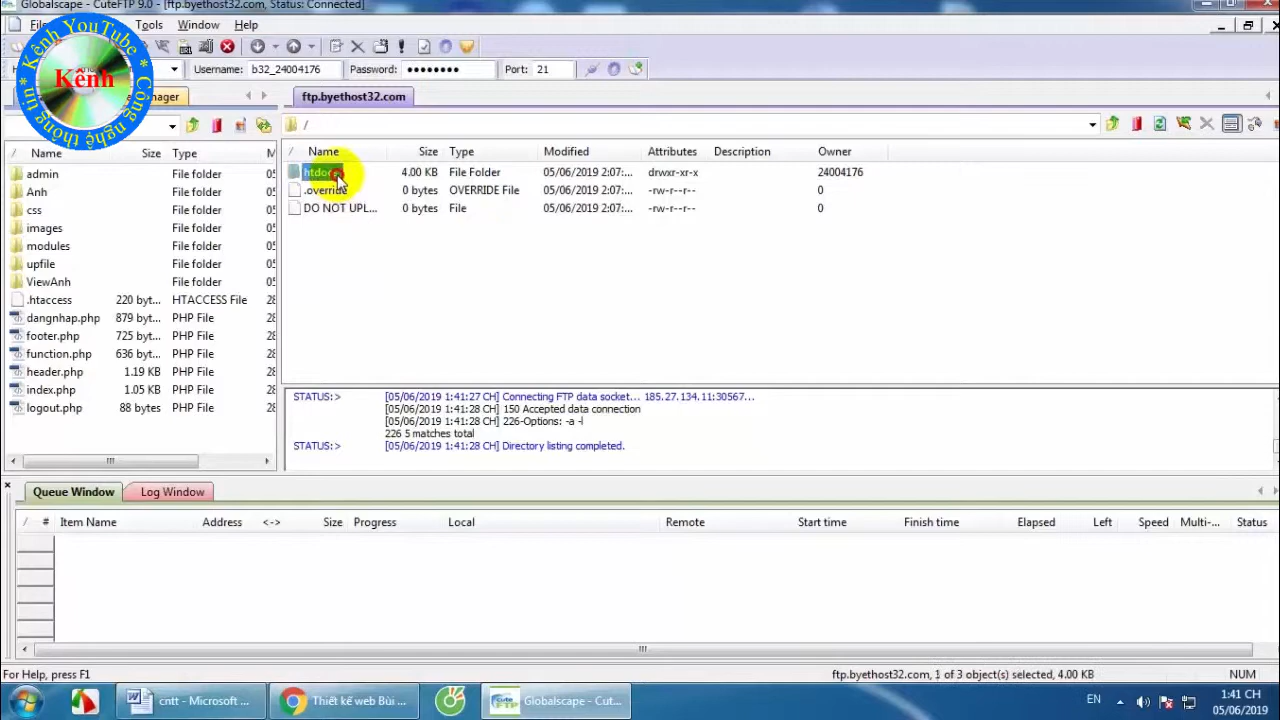 Globalscape - CuteFTP 9.0 - [ftp.byethost32.com, Status: Connected]
Tools Window Help
Username: b32_24004176 Password: ●●●●●●●● Port: 21
* Kênh YouTube * Công nghệ thông tin
Kênh
ftp.byethost32.com
/
/ Name Size Type
admin File folder 05
Anh File folder 05
css File folder 05
images File folder 05
modules File folder 05
upfile File folder 05
ViewAnh File folder 05
.htaccess 220 byt... HTACCESS File 28
dangnhap.php 879 byt... PHP File 28
footer.php 725 byt... PHP File 28
function.php 636 byt... PHP File 28
header.php 1.19 KB PHP File 28
index.php 1.05 KB PHP File 28
logout.php 88 bytes PHP File 28
/ Name Size Type Modified Attributes Description Owner
htdocs 4.00 KB File Folder 05/06/2019 2:07:... drwxr-xr-x 24004176
.override 0 bytes OVERRIDE File 05/06/2019 2:07:... -rw-r--r-- 0
DO NOT UPL... 0 bytes File 05/06/2019 2:07:... -rw-r--r-- 0
STATUS:> [05/06/2019 1:41:27 CH] Connecting FTP data socket... 185.27.134.11:30567...
[05/06/2019 1:41:28 CH] 150 Accepted data connection
[05/06/2019 1:41:28 CH] 226-Options: -a -l
226 5 matches total
STATUS:> [05/06/2019 1:41:28 CH] Directory listing completed.
Queue Window Log Window
/ # Item Name Address <-> Size Progress Local Remote Start time Finish time Elapsed Left Speed Multi-... Status
For Help, press F1
ftp.byethost32.com, 1 of 3 object(s) selected, 4.00 KB NUM
cntt - Microsoft ... Thiết kế web Bùi ... Globalscape - Cut...
EN
1:41 CH
05/06/2019